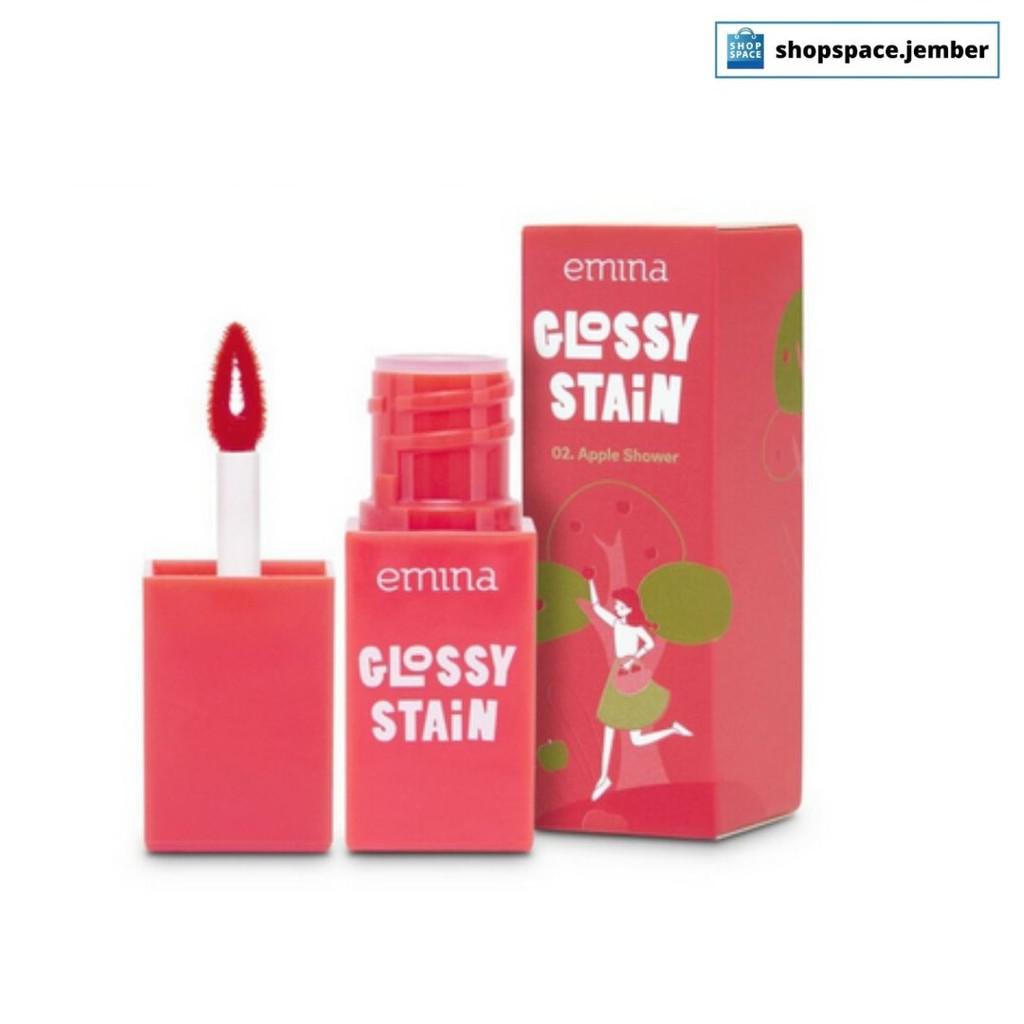 SHOP
SPACE
shopspace.jember
emina
GLOSSY
STAiN
02. Apple Shower
emina
GLOSSY
STAiN